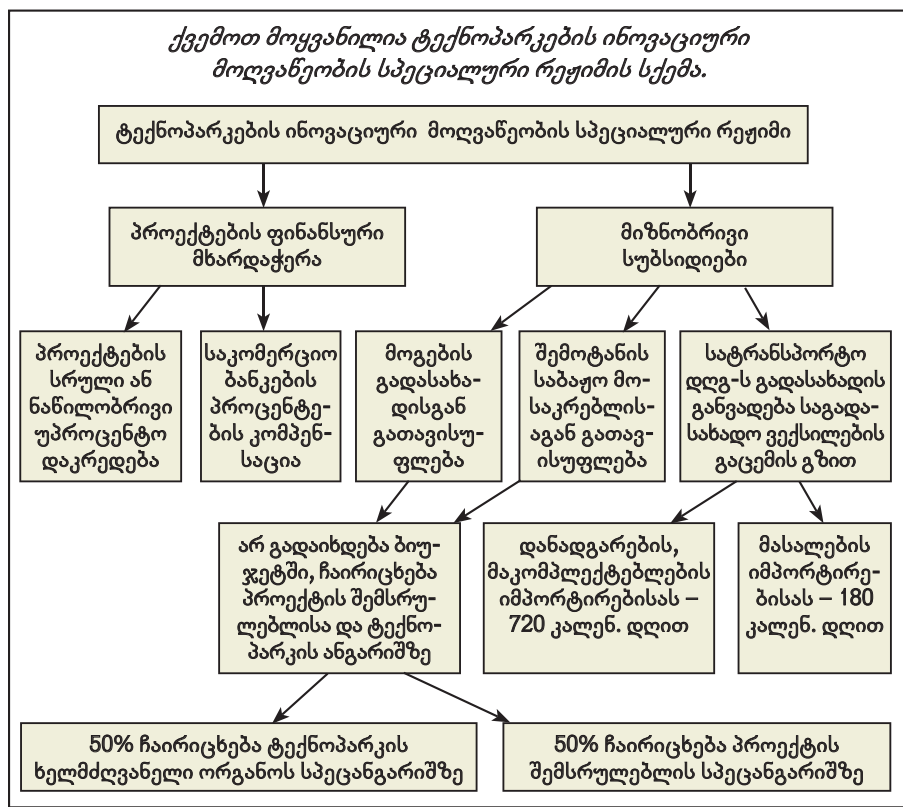 ქვემოთ მოყვანილია ტექნოპარკების ინოვაციური
მოღვაწეობის სპეციალური რეჟიმის სქემა.
ტექნოპარკების ინოვაციური მოღვაწეობის სპეციალური რეჟიმი
პროექტების ფინანსური
მხარდაჭერა
მიზნობრივი
სუბსიდიები
პროექტების
სრული ან
ნაწილობრივი
უპროცენტო
დაკრედება
საკომერციო
ბანკების
პროცენტე-
ბის კომპენ-
საცია
მოგების
გადასახა-
დისგან
გათავისუ-
ფლება
შემოტანის
საბაჟო მო-
საკრებლის-
აგან გათავ-
ისუფლება
სატრანსპორტო
დღგ-ს გადასახადის
განვადება საგადა-
სახადო ვექსილების
გაცემის გზით
არ გადაიხდება ბიუ-
ჯეტში, ჩაირიცხება
პროექტის შემსრუ-
ლებლისა და ტექნო-
პარკის ანგარიშზე
დანადგარების,
მაკომპლექტებლების
იმპორტირებისას –
720 კალენ. დღით
მასალების
იმპორტირე-
ბისას – 180
კალენ. დღით
50% ჩაირიცხება ტექნოპარკის
ხელმძღვანელი ორგანოს სპეცანგარიშზე
50% ჩაირიცხება პროექტის
შემსრულებლის სპეცანგარიშზე